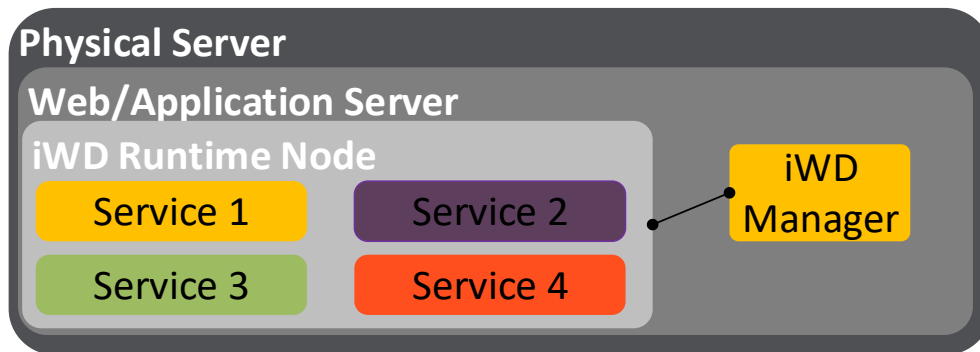 Physical Server
Web/Application Server
iWD Runtime Node
Service 1
Service 2
Service 3
Service 4
iWD
Manager